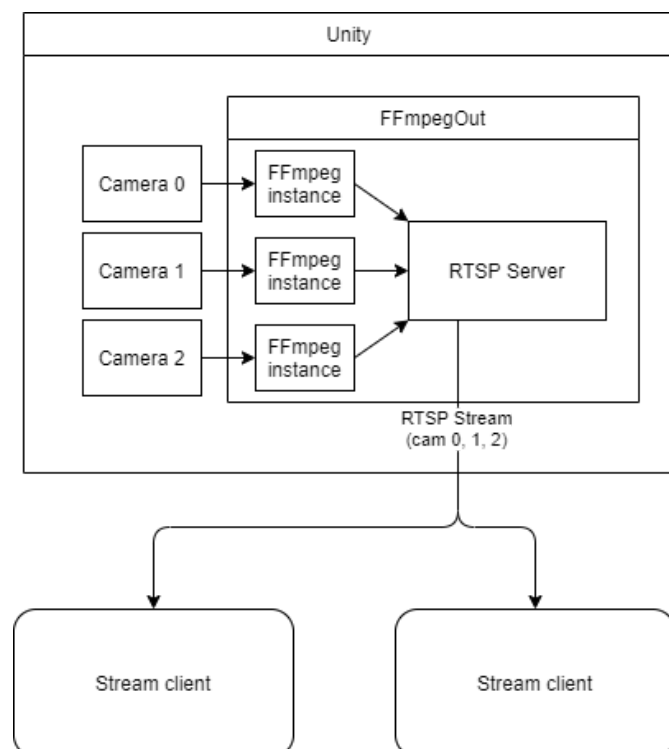 Unity
FFmpegOut
Camera 0
FFmpeg
instance
Camera 1
FFmpeg
instance
RTSP Server
Camera 2
FFmpeg
instance
RTSP Stream
(cam 0, 1, 2)
Stream client
Stream client